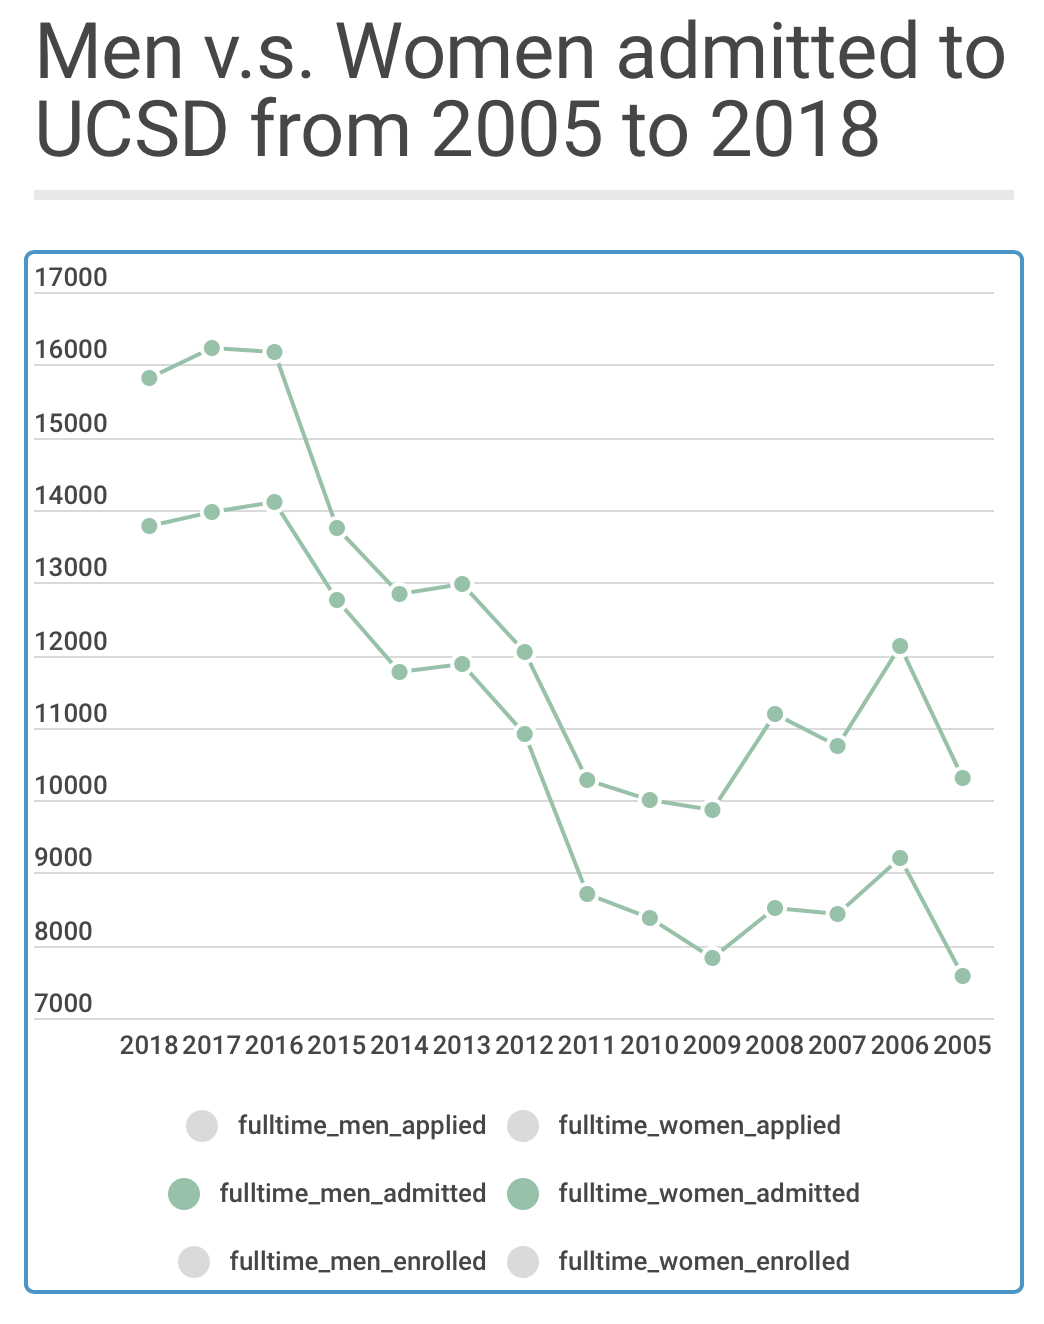 Men v.s. Women admitted to
UCSD from 2005 to 2018
17000
16000
15000
14000
13000
12000
11000
10000
9000
8000
7000
2018 2017 2016 2015 2014 2013 2012 2011 2010 2009 2008 2007 2006 2005
fulltime_men_applied fulltime_women_applied
fulltime_men_admitted fulltime_women_admitted
fulltime_men_enrolled fulltime_women_enrolled